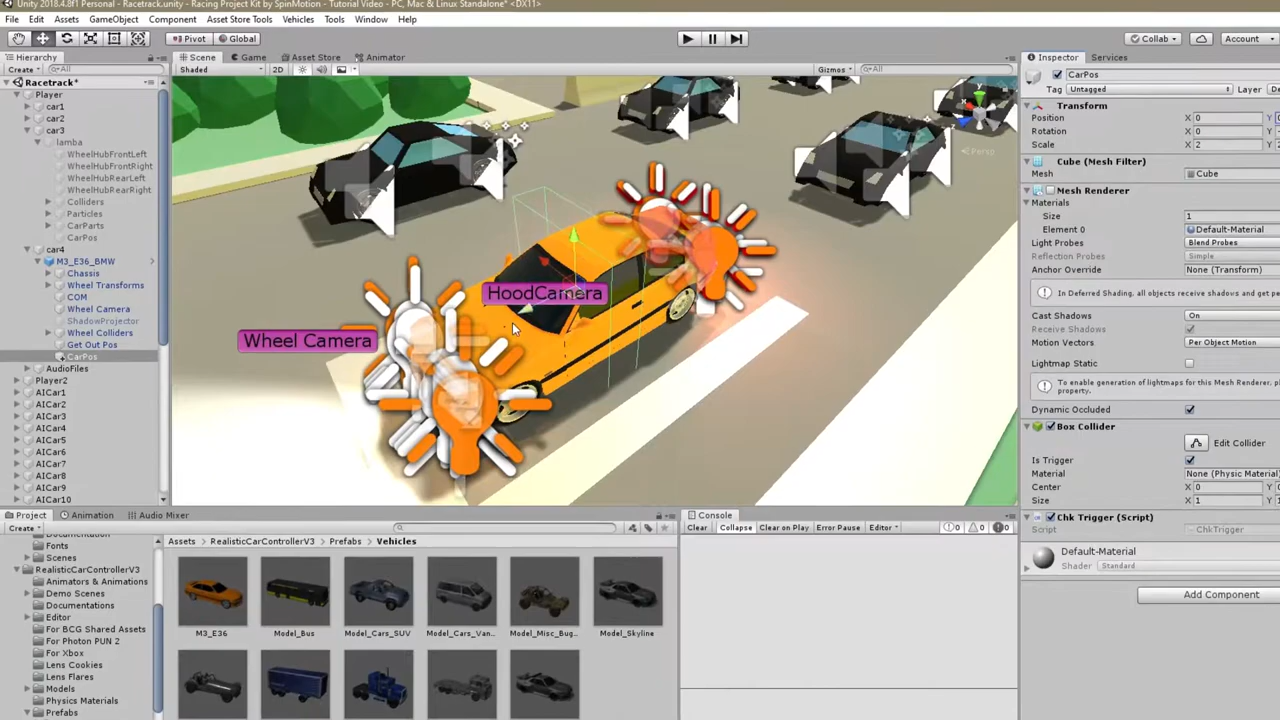 Unity 2018.4.8f1 Personal - Racetrack.unity - Racing Project Kit by SpinMotion - Tutorial Video - PC, Mac & Linux Standalone* <DX11>
File Edit Assets GameObject Component Asset Store Tools Vehicles Tools Window Help
Pivot Global Collab Account
Hierarchy Scene Game Asset Store Animator Inspector Services
Create All Shaded 2D Gizmos All CarPos
Racetrack* Tag Untagged Layer
Player
car1
car2
car3
lamba
WheelHubFrontLeft
WheelHubFrontRight
WheelHubRearLeft
WheelHubRearRight
Colliders
Particles
CarParts
CarPos
car4
M3_E36_BMW
Chassis
Wheel Transforms
COM
Wheel Camera
ShadowProjector
Wheel Colliders
Get Out Pos
CarPos
AudioFiles
Player2
AICar1
AICar2
AICar3
AICar4
AICar5
AICar6
AICar7
AICar8
AICar9
AICar10
Persp
HoodCamera
Wheel Camera
Transform
Position X 0 Y
Rotation X 0 Y
Scale X 2 Y
Cube (Mesh Filter)
Mesh Cube
Mesh Renderer
Materials
Size 1
Element 0 Default-Material
Light Probes Blend Probes
Reflection Probes Simple
Anchor Override None (Transform)
In Deferred Shading, all objects receive shadows and get pe
Cast Shadows On
Receive Shadows
Motion Vectors Per Object Motion
Lightmap Static
To enable generation of lightmaps for this Mesh Renderer, pl
property.
Dynamic Occluded
Box Collider
Edit Collider
Is Trigger
Material None (Physic Material)
Center X 0 Y
Size X 1 Y
Chk Trigger (Script)
Script ChkTrigger
Default-Material
Shader Standard
Add Component
Project Animation Audio Mixer
Create
Documentation
Fonts
Scenes
RealisticCarControllerV3
Animators & Animations
Demo Scenes
Documentations
Editor
For BCG Shared Assets
For Photon PUN 2
For Xbox
Lens Cookies
Lens Flares
Models
Physics Materials
Prefabs
Assets RealisticCarControllerV3 Prefabs Vehicles
M3_E36 Model_Bus Model_Cars_SUV Model_Cars_Van... Model_Misc_Bug... Model_Skyline
Console
Clear Collapse Clear on Play Error Pause Editor 0 0 0